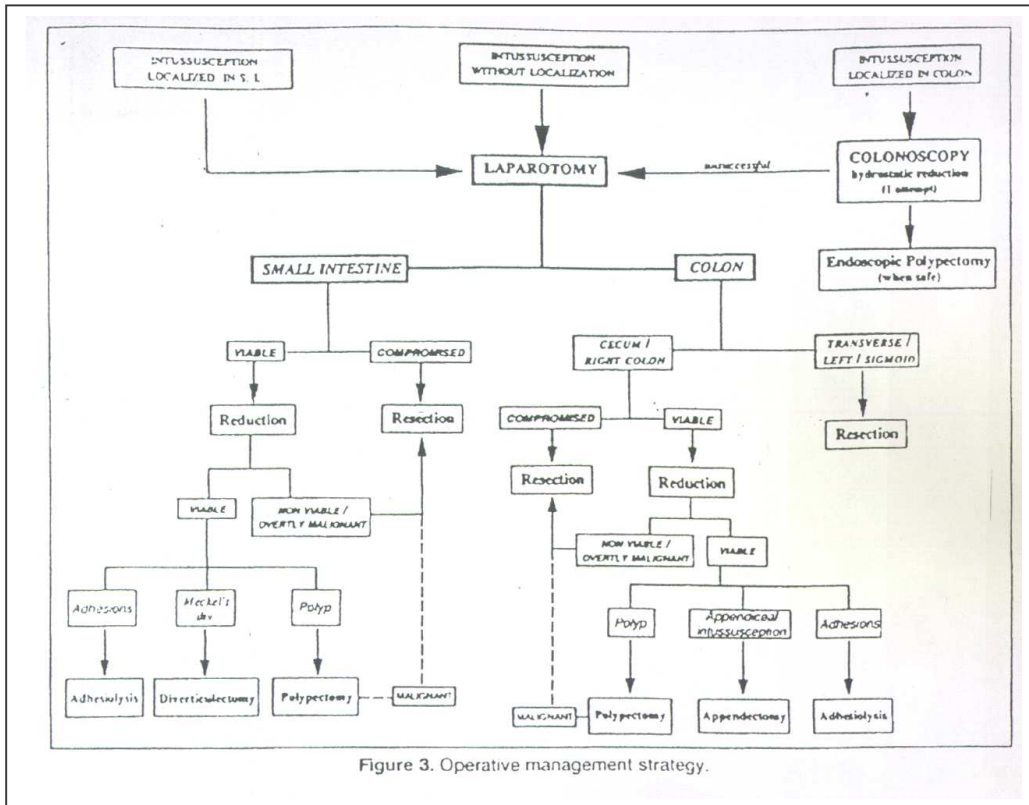 INTUSSUSCEPTION
LOCALIZED IN S. I.
INTUSSUSCEPTION
WITHOUT LOCALIZATION
INTUSSUSCEPTION
LOCALIZED IN COLON
LAPAROTOMY
unsuccessful
COLONOSCOPY
hydrostatic reduction
(1 attempt)
Endoscopic Polypectomy
(when safe)
SMALL INTESTINE
COLON
VIABLE
COMPROMISED
CECUM /
RIGHT COLON
TRANSVERSE /
LEFT / SIGMOID
Reduction
Resection
COMPROMISED
VIABLE
Resection
Resection
Reduction
VIABLE
NON VIABLE /
OVERTLY MALIGNANT
NON VIABLE /
OVERTLY MALIGNANT
VIABLE
Adhesions
Meckel's
div
Polyp
Polyp
Appendiceal
intussusception
Adhesions
Adhesiolysis
Diverticulectomy
Polypectomy
MALIGNANT
MALIGNANT
Polypectomy
Appendectomy
Adhesiolysis
Figure 3. Operative management strategy.